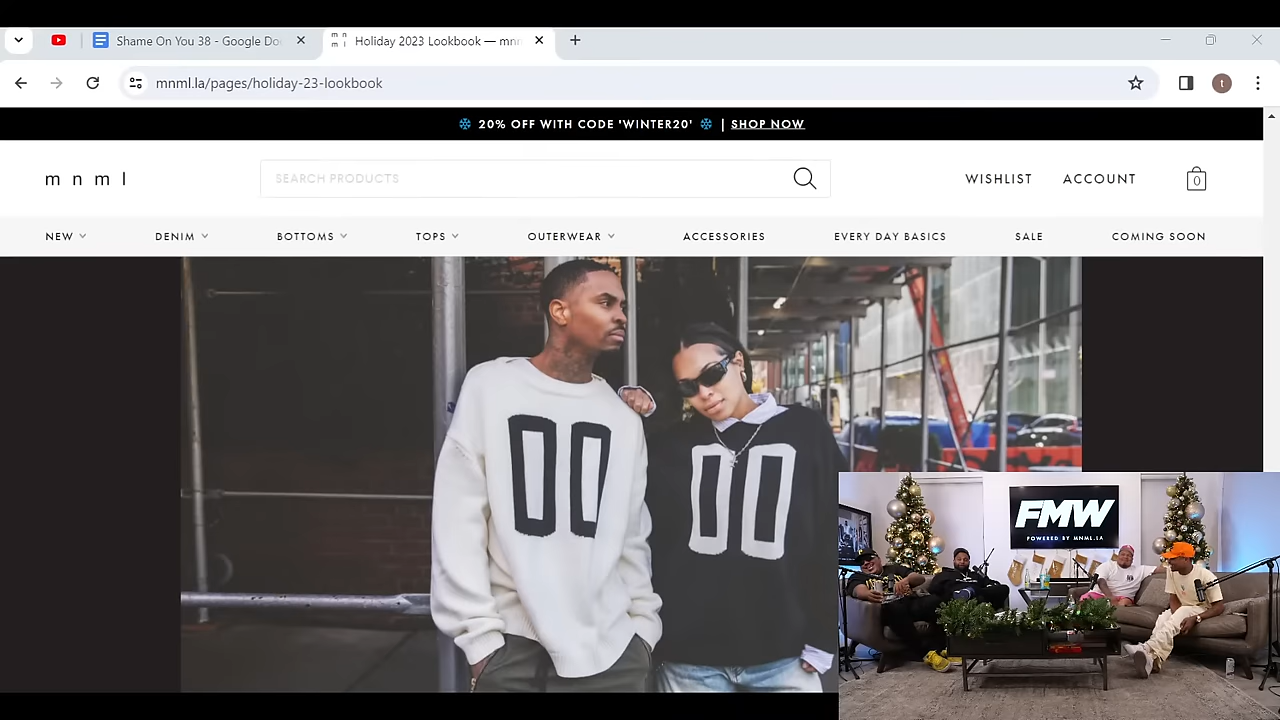 Shame On You 38 - Google Do
Holiday 2023 Lookbook — mn
mnml.la/pages/holiday-23-lookbook
t
20% OFF WITH CODE 'WINTER20' | SHOP NOW
mnml
SEARCH PRODUCTS
WISHLIST
ACCOUNT
0
NEW
DENIM
BOTTOMS
TOPS
OUTERWEAR
ACCESSORIES
EVERY DAY BASICS
SALE
COMING SOON
00
00
FMW
POWERED BY MNML.LA